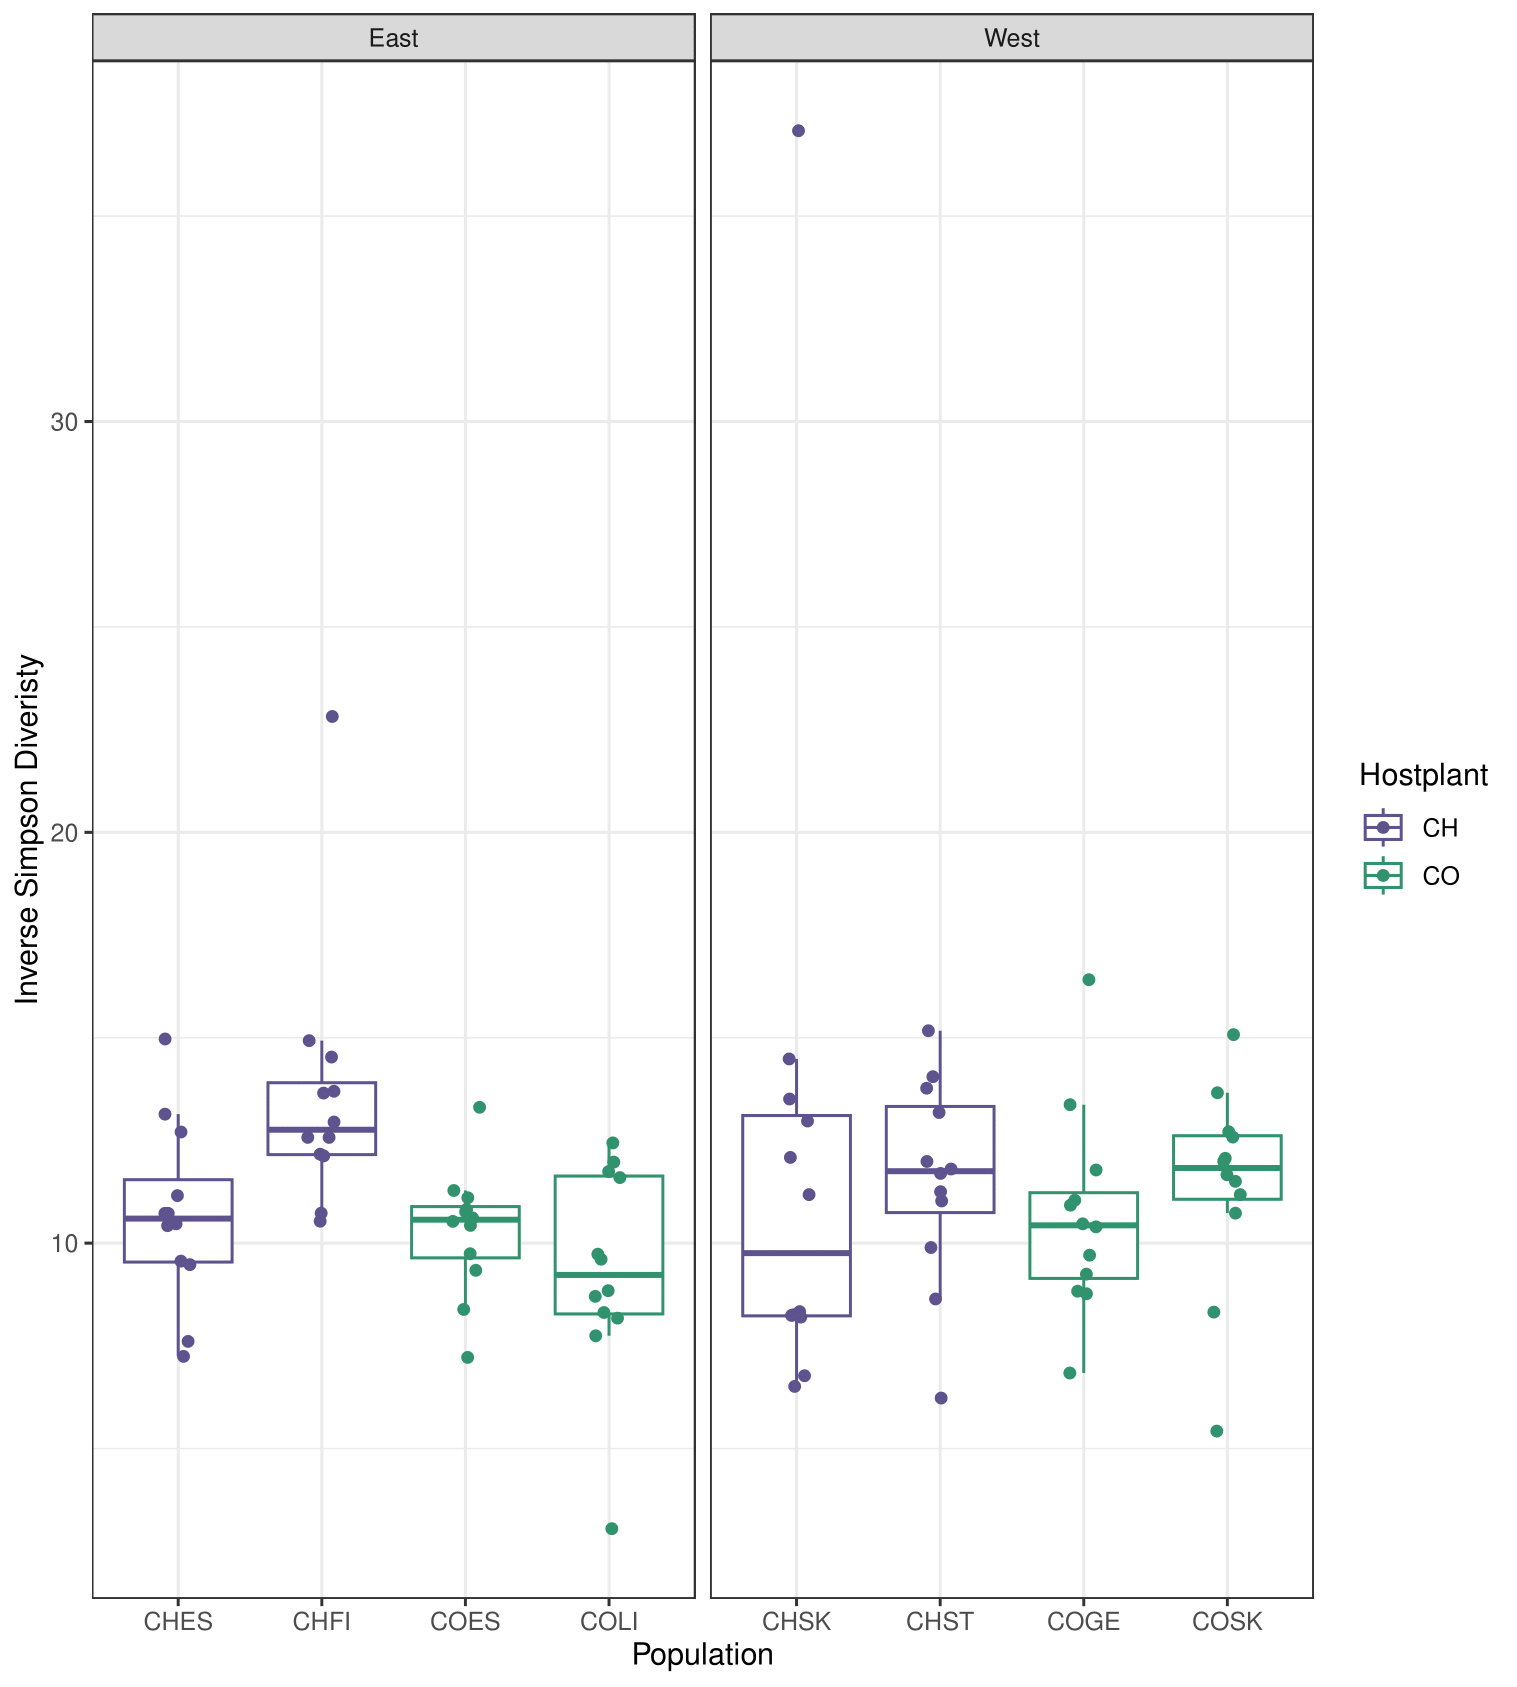 East
West
30
20
10
Inverse Simpson Diveristy
CHES
CHFI
COES
COLI
CHSK
CHST
COGE
COSK
Population
Hostplant
CH
CO